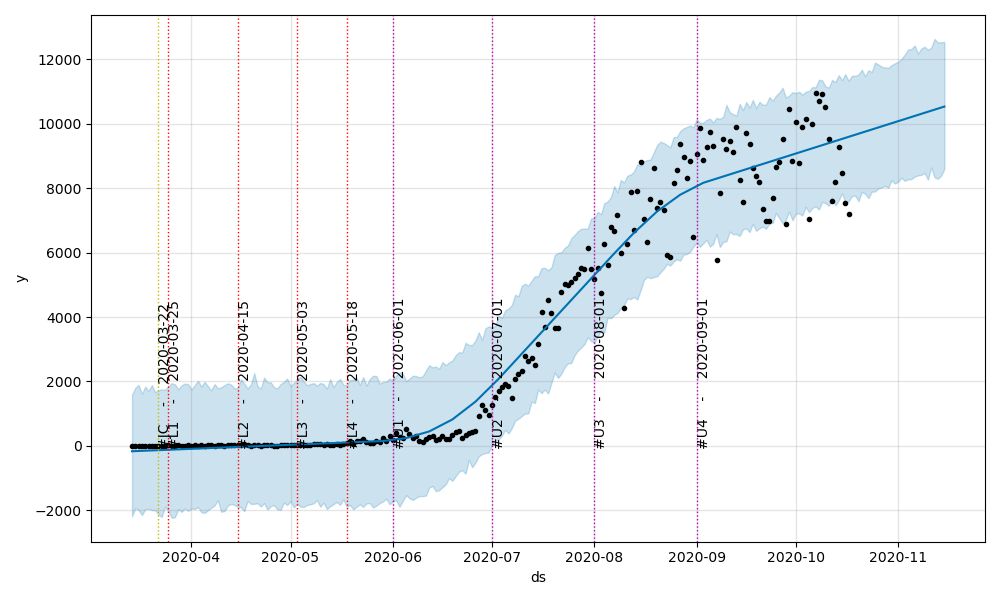 12000
10000
8000
6000
4000
2000
0
−2000
y
#JC - 2020-03-22
#L1 - 2020-03-25
#L2 - 2020-04-15
#L3 - 2020-05-03
#L4 - 2020-05-18
#U1 - 2020-06-01
#U2 - 2020-07-01
#U3 - 2020-08-01
#U4 - 2020-09-01
2020-04
2020-05
2020-06
2020-07
2020-08
2020-09
2020-10
2020-11
ds